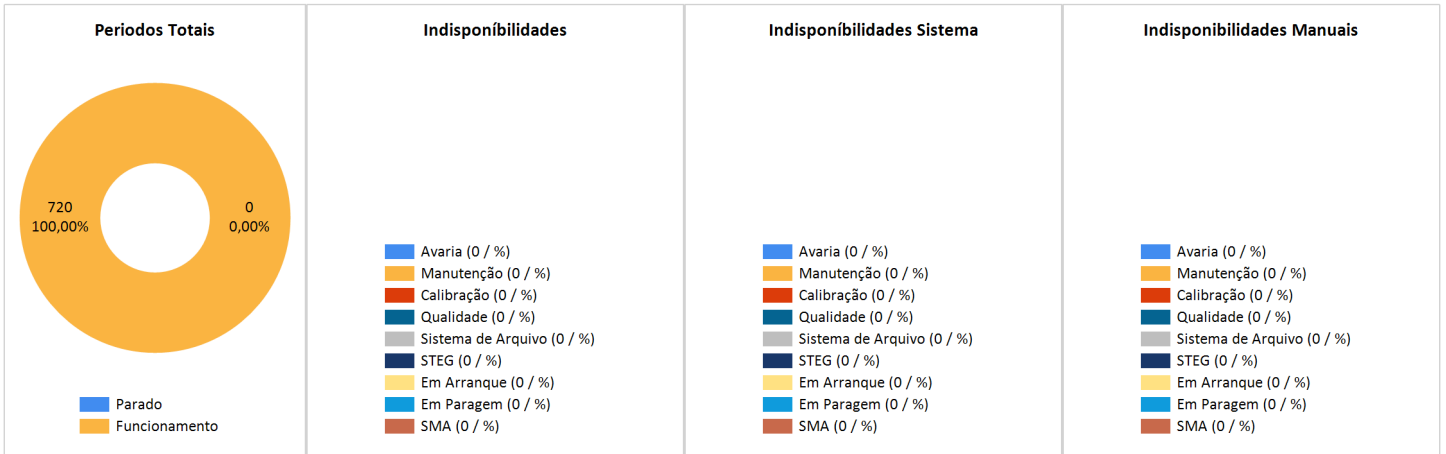 Periodos Totais
720
100,00%
0
0,00%
Parado
Funcionamento
Indisponíbilidades
Avaria (0 / %)
Manutenção (0 / %)
Calibração (0 / %)
Qualidade (0 / %)
Sistema de Arquivo (0 / %)
STEG (0 / %)
Em Arranque (0 / %)
Em Paragem (0 / %)
SMA (0 / %)
Indisponíbilidades Sistema
Avaria (0 / %)
Manutenção (0 / %)
Calibração (0 / %)
Qualidade (0 / %)
Sistema de Arquivo (0 / %)
STEG (0 / %)
Em Arranque (0 / %)
Em Paragem (0 / %)
SMA (0 / %)
Indisponíbilidades Manuais
Avaria (0 / %)
Manutenção (0 / %)
Calibração (0 / %)
Qualidade (0 / %)
Sistema de Arquivo (0 / %)
STEG (0 / %)
Em Arranque (0 / %)
Em Paragem (0 / %)
SMA (0 / %)